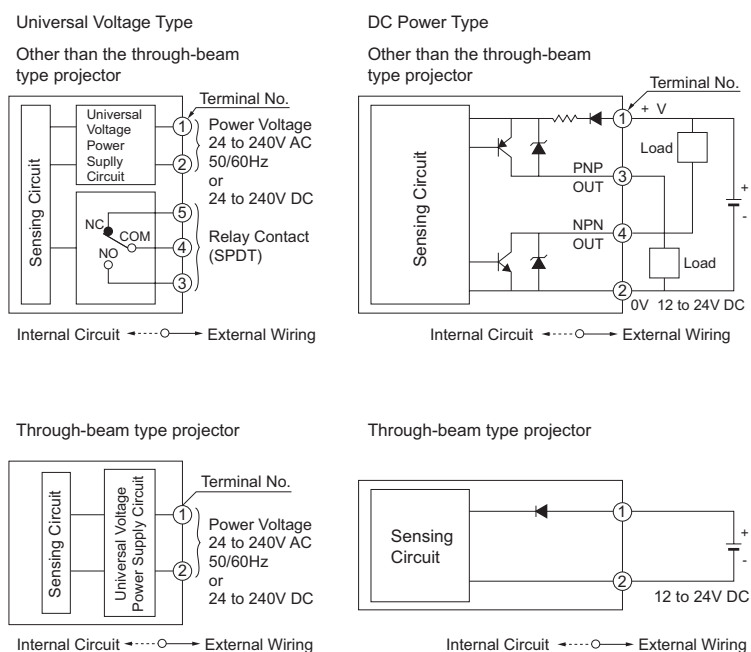 Universal Voltage Type
Other than the through-beam
type projector
Terminal No.
Sensing Circuit
Universal
Voltage
Power
Suplly
Circuit
1
2
Power Voltage
24 to 240V AC
50/60Hz
or
24 to 240V DC
NC
COM
NO
5
4
3
Relay Contact
(SPDT)
Internal Circuit
External Wiring
DC Power Type
Other than the through-beam
type projector
Terminal No.
Sensing Circuit
1
+ V
Load
PNP
OUT
3
+
-
NPN
OUT
4
Load
2
0V
12 to 24V DC
Internal Circuit
External Wiring
Through-beam type projector
Terminal No.
Sensing Circuit
Universal Voltage
Power Supply Circuit
1
2
Power Voltage
24 to 240V AC
50/60Hz
or
24 to 240V DC
Internal Circuit
External Wiring
Through-beam type projector
Sensing
Circuit
1
+
-
2
12 to 24V DC
Internal Circuit
External Wiring